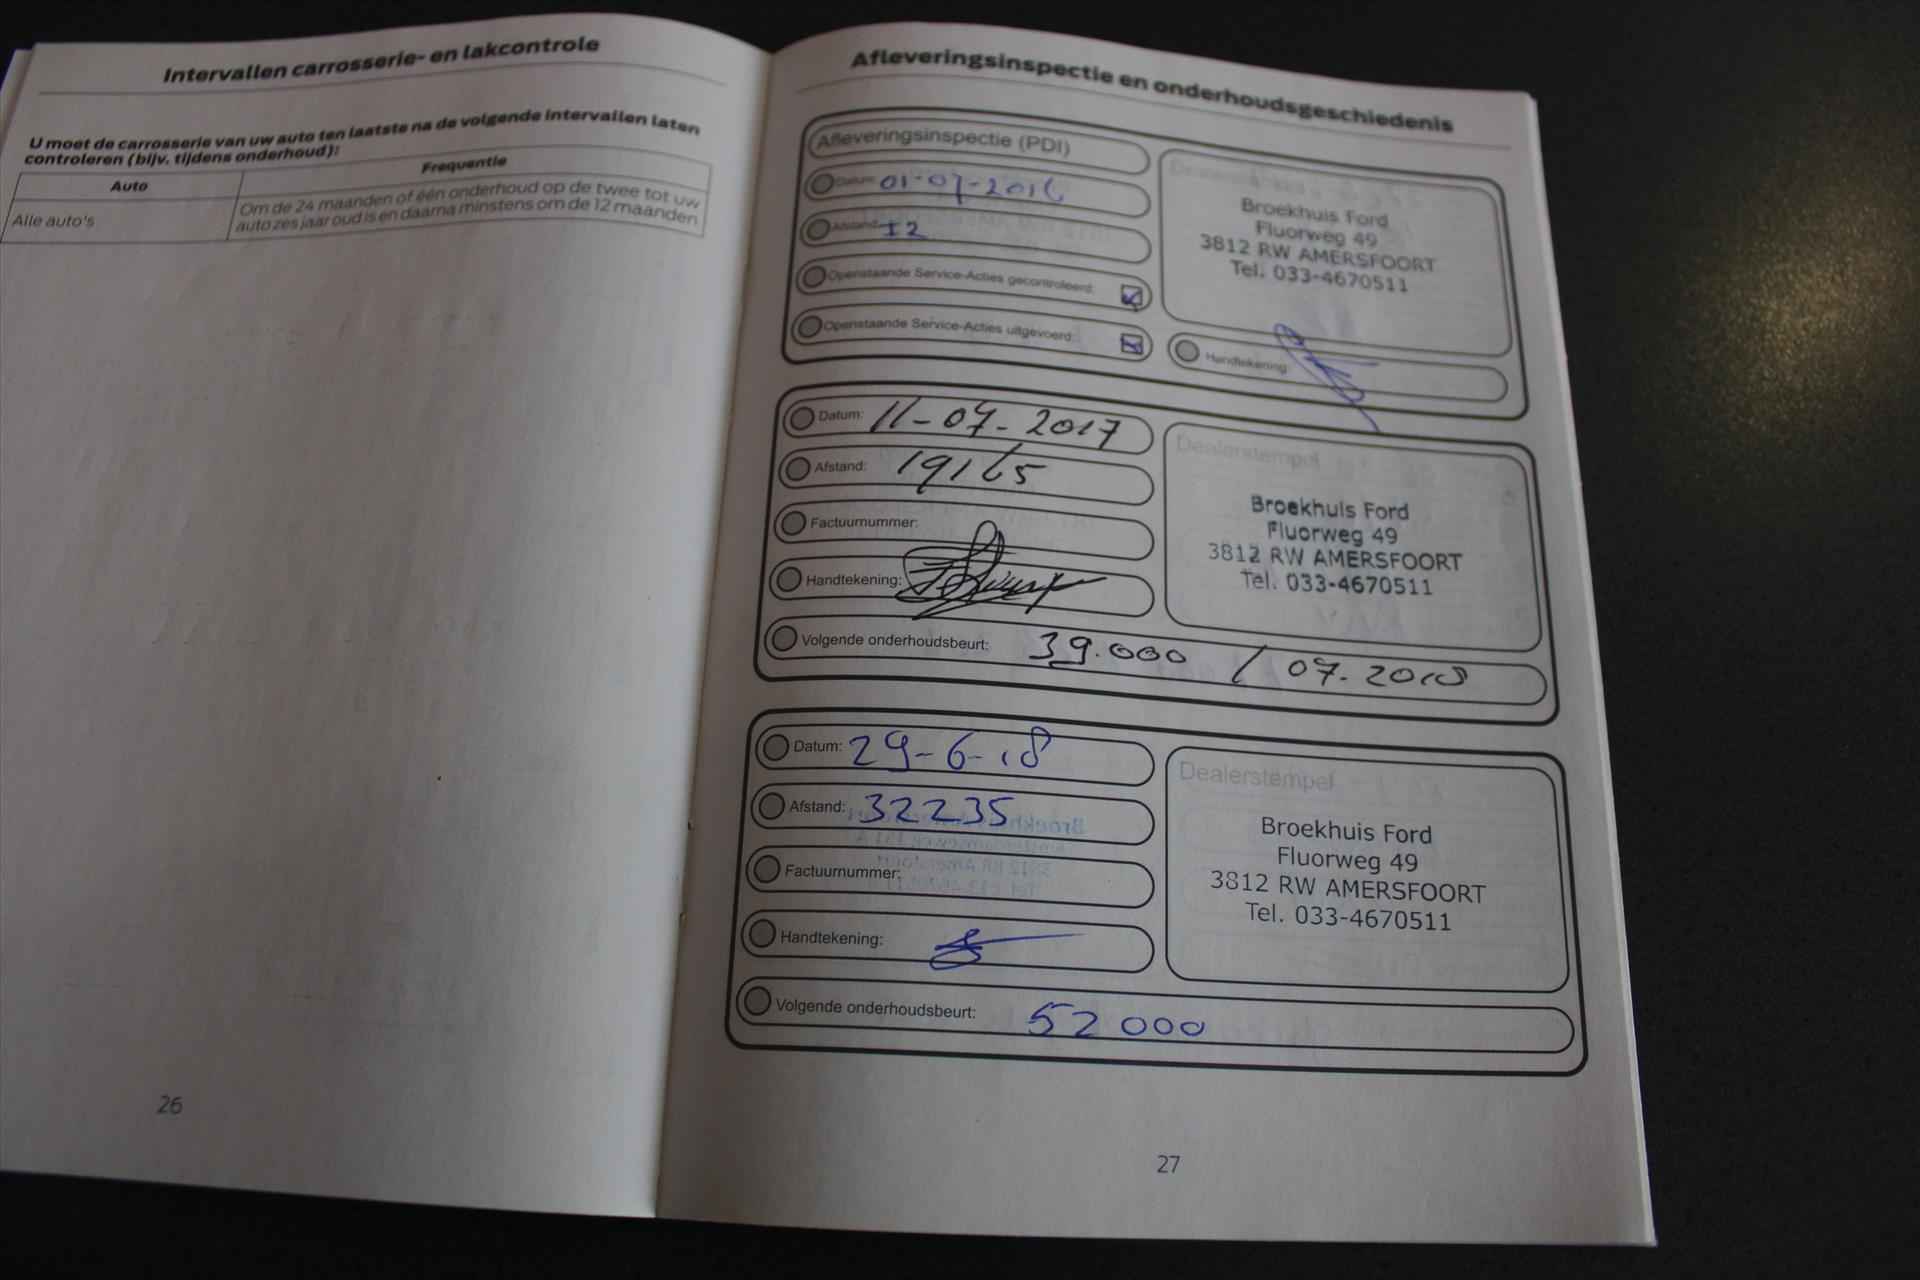 Intervallen carrosserie- en lakcontrole
U moet de carrosserie van uw auto ten laatste na de volgende intervallen laten
controleren (bijv. tijdens onderhoud):
Auto
Frequentie
Alle auto's
Om de 24 maanden of één onderhoud op de twee tot uw
auto zes jaar oud is en daarna minstens om de 12 maanden
26
Afleveringsinspectie en onderhoudsgeschiedenis
Afleveringsinspectie (PDI)
Datum: 01-07-2016
Afstand: 12
Openstaande Service-Acties gecontroleerd:
Openstaande Service-Acties uitgevoerd:
Broekhuis Ford
Fluorweg 49
3812 RW AMERSFOORT
Tel. 033-4670511
Handtekening:
Datum: 11-07-2017
Afstand: 19165
Factuurnummer:
Handtekening:
Dealerstempel
Broekhuis Ford
Fluorweg 49
3812 RW AMERSFOORT
Tel. 033-4670511
Volgende onderhoudsbeurt: 39.000 / 07-2018
Datum: 29-6-18
Afstand: 32235
Factuurnummer:
Handtekening:
Dealerstempel
Broekhuis Ford
Fluorweg 49
3812 RW AMERSFOORT
Tel. 033-4670511
Volgende onderhoudsbeurt: 52 000
27